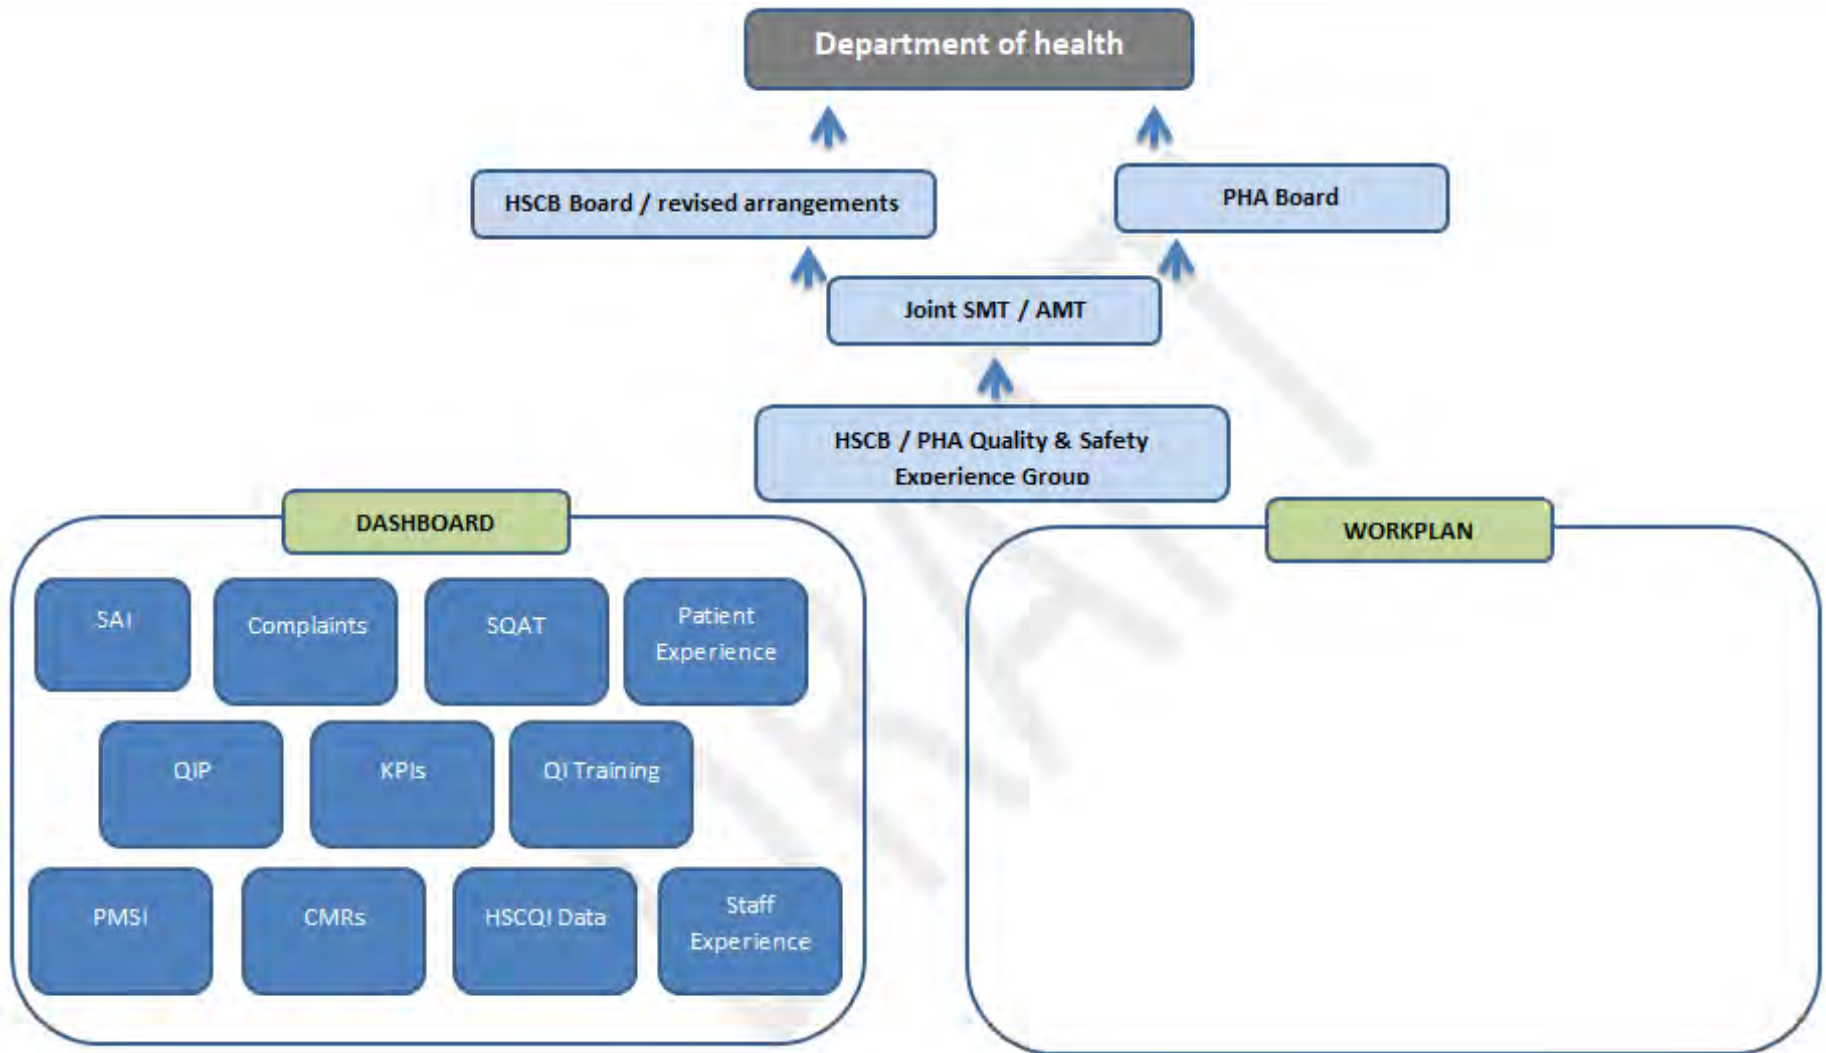 Department of health
HSCB Board / revised arrangements
PHA Board
Joint SMT / AMT
HSCB / PHA Quality & Safety
Experience Group
DASHBOARD
WORKPLAN
SAI
Complaints
SQAT
Patient
Experience
QIP
KPIs
QI Training
PMSI
CMRs
HSCQI Data
Staff
Experience
DRAFT